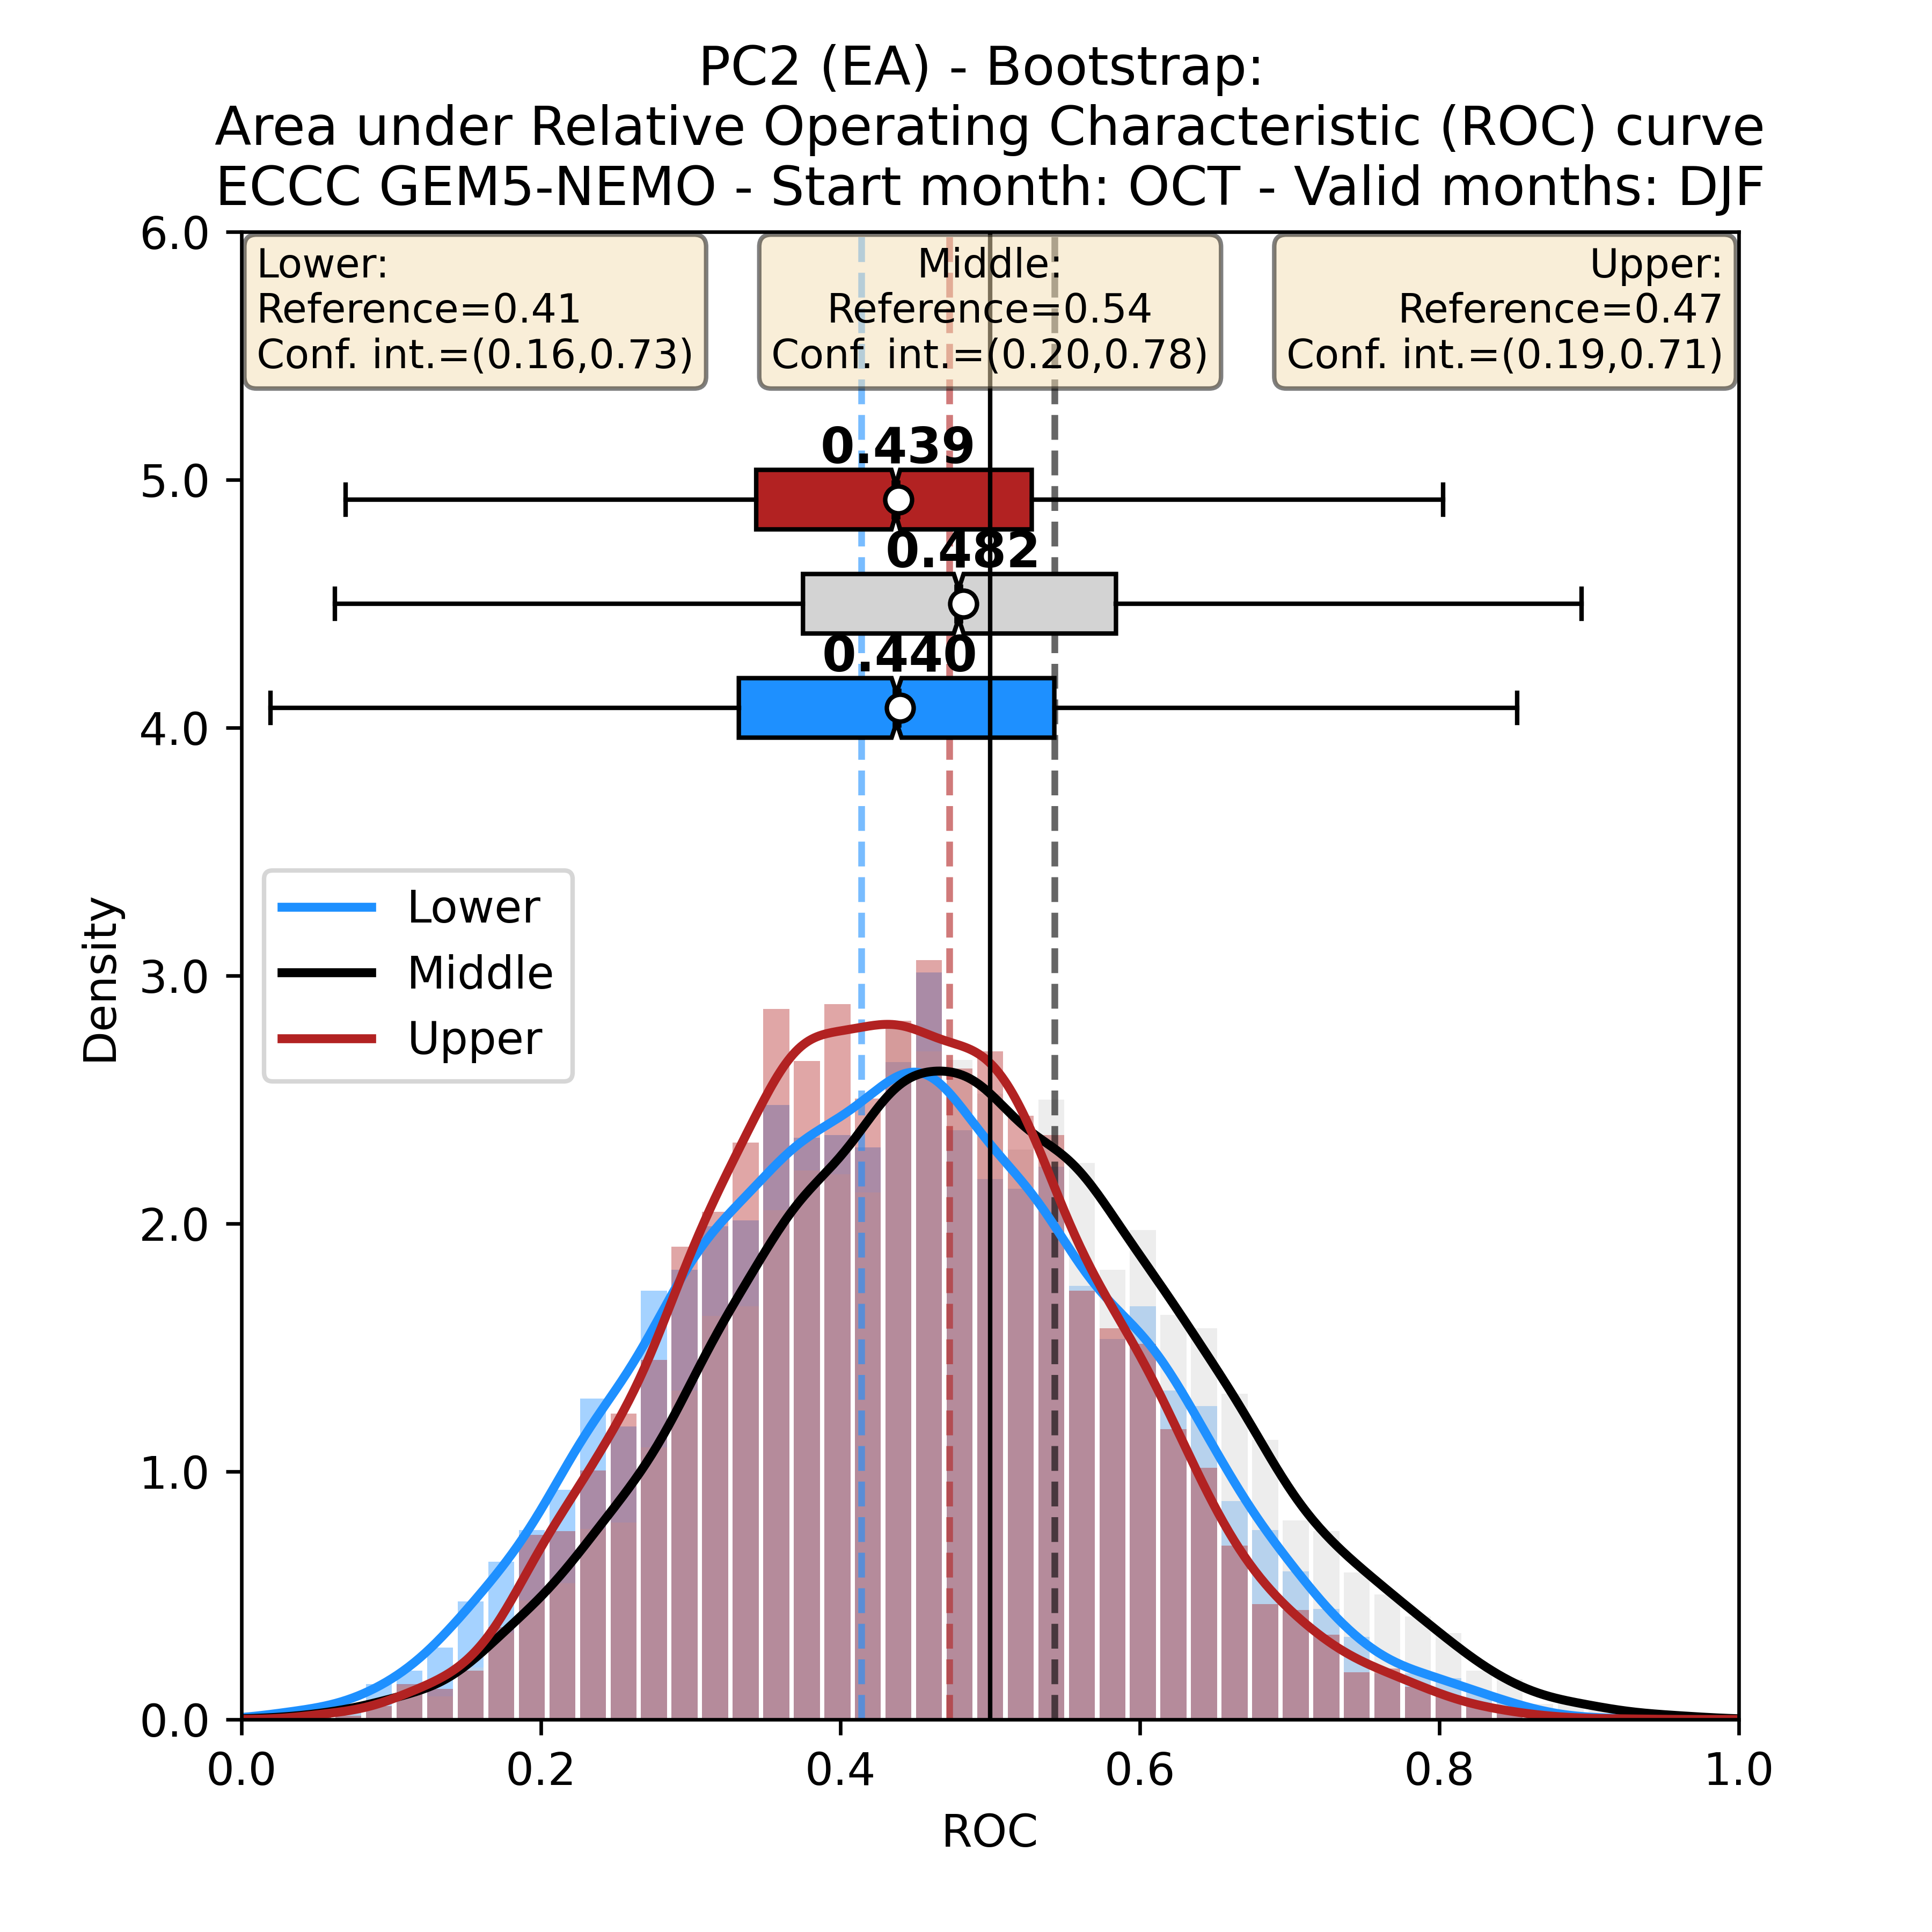 PC2 (EA) - Bootstrap:
Area under Relative Operating Characteristic (ROC) curve
ECCC GEM5-NEMO - Start month: OCT - Valid months: DJF
Lower:
Reference=0.41
Conf. int.=(0.16,0.73)
Middle:
Reference=0.54
Conf. int.=(0.20,0.78)
Upper:
Reference=0.47
Conf. int.=(0.19,0.71)
0.439
0.482
0.440
Lower
Middle
Upper
Density
6.0
5.0
4.0
3.0
2.0
1.0
0.0
0.0 0.2 0.4 0.6 0.8 1.0
ROC